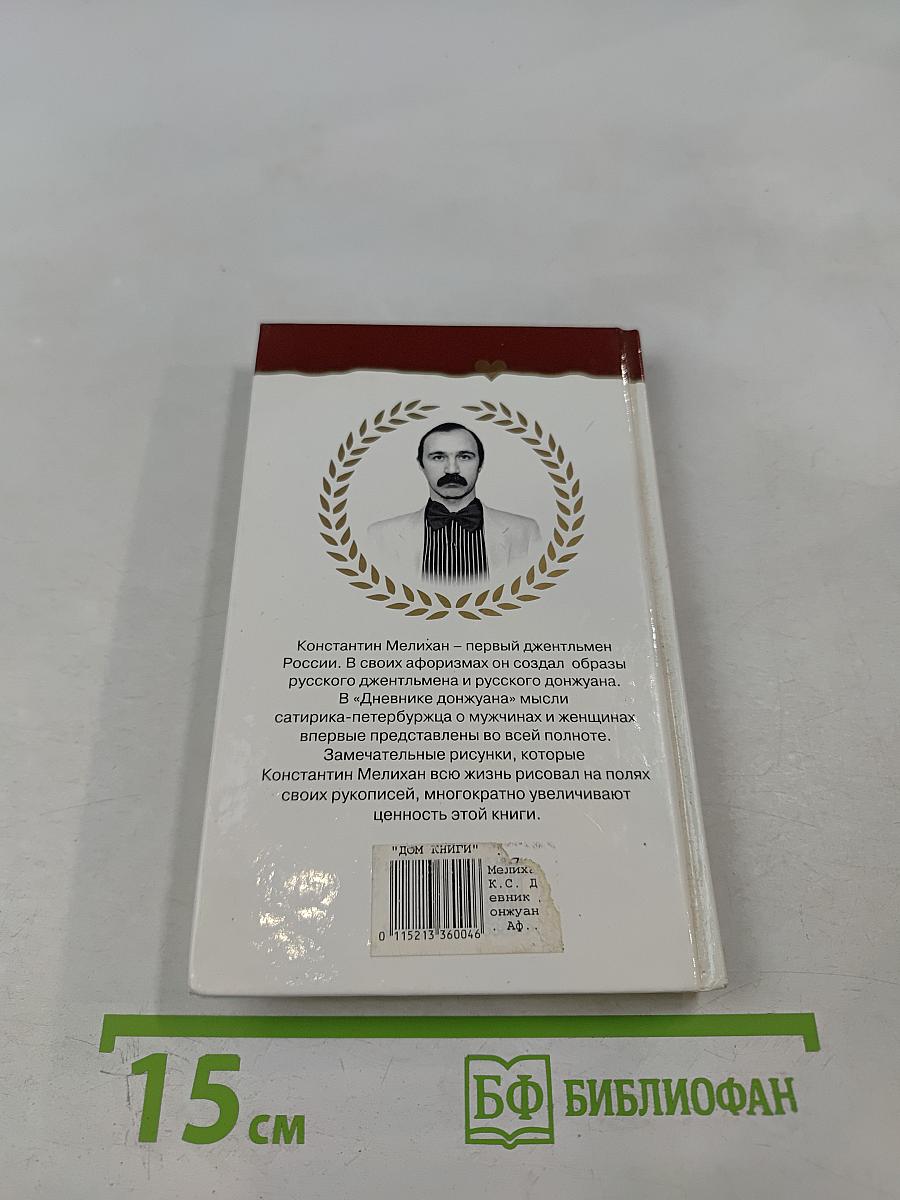 Константин Мелихан – первый джентльмен
России. В своих афоризмах он создал образы
русского джентльмена и русского донжуана.
В «Дневнике донжуана» мысли
сатирика-петербуржца о мужчинах и женщинах
впервые представлены во всей полноте.
Замечательные рисунки, которые
Константин Мелихан всю жизнь рисовал на полях
своих рукописей, многократно увеличивают
ценность этой книги.
"ДОМ КНИГИ"
Мелиха
К.С. Д
евник
онжуан
. Аф..
0 115213 360046
15 см
БФ БИБЛИОФАН